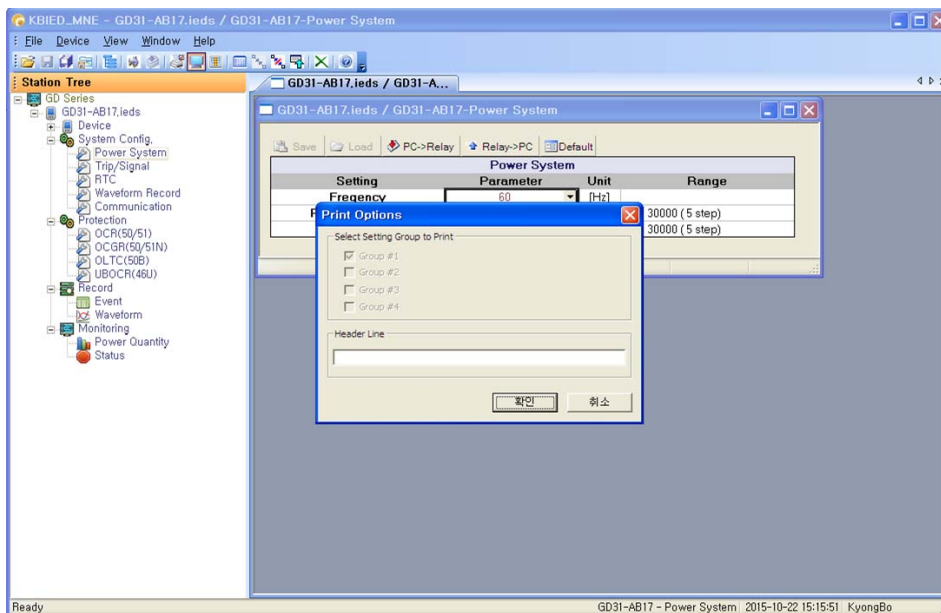 KBIED_MNE - GD31-AB17.ieds / GD31-AB17-Power System
File Device View Window Help
Station Tree
GD31-AB17.ieds / GD31-A...
GD Series
GD31-AB17.ieds
Device
System Config.
Power System
Trip/Signal
RTC
Waveform Record
Communication
Protection
OCR(50/51)
OCGR(50/51N)
OLTC(50B)
UBOCR(46U)
Record
Event
Waveform
Monitoring
Power Quantity
Status
GD31-AB17.ieds / GD31-AB17-Power System
Save Load PC->Relay Relay->PC Default
Power System
Setting Parameter Unit Range
Freqency 60 [Hz]
30000 ( 5 step)
30000 ( 5 step)
Print Options
Select Setting Group to Print
Group #1
Group #2
Group #3
Group #4
Header Line
확인 취소
Ready GD31-AB17 - Power System 2015-10-22 15:15:51 KyongBo